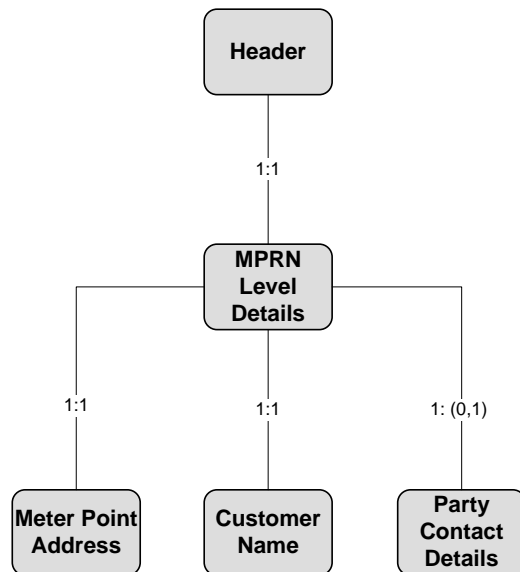 Header
1:1
MPRN
Level
Details
1:1
1:1
1: (0,1)
Meter Point
Address
Customer
Name
Party
Contact
Details